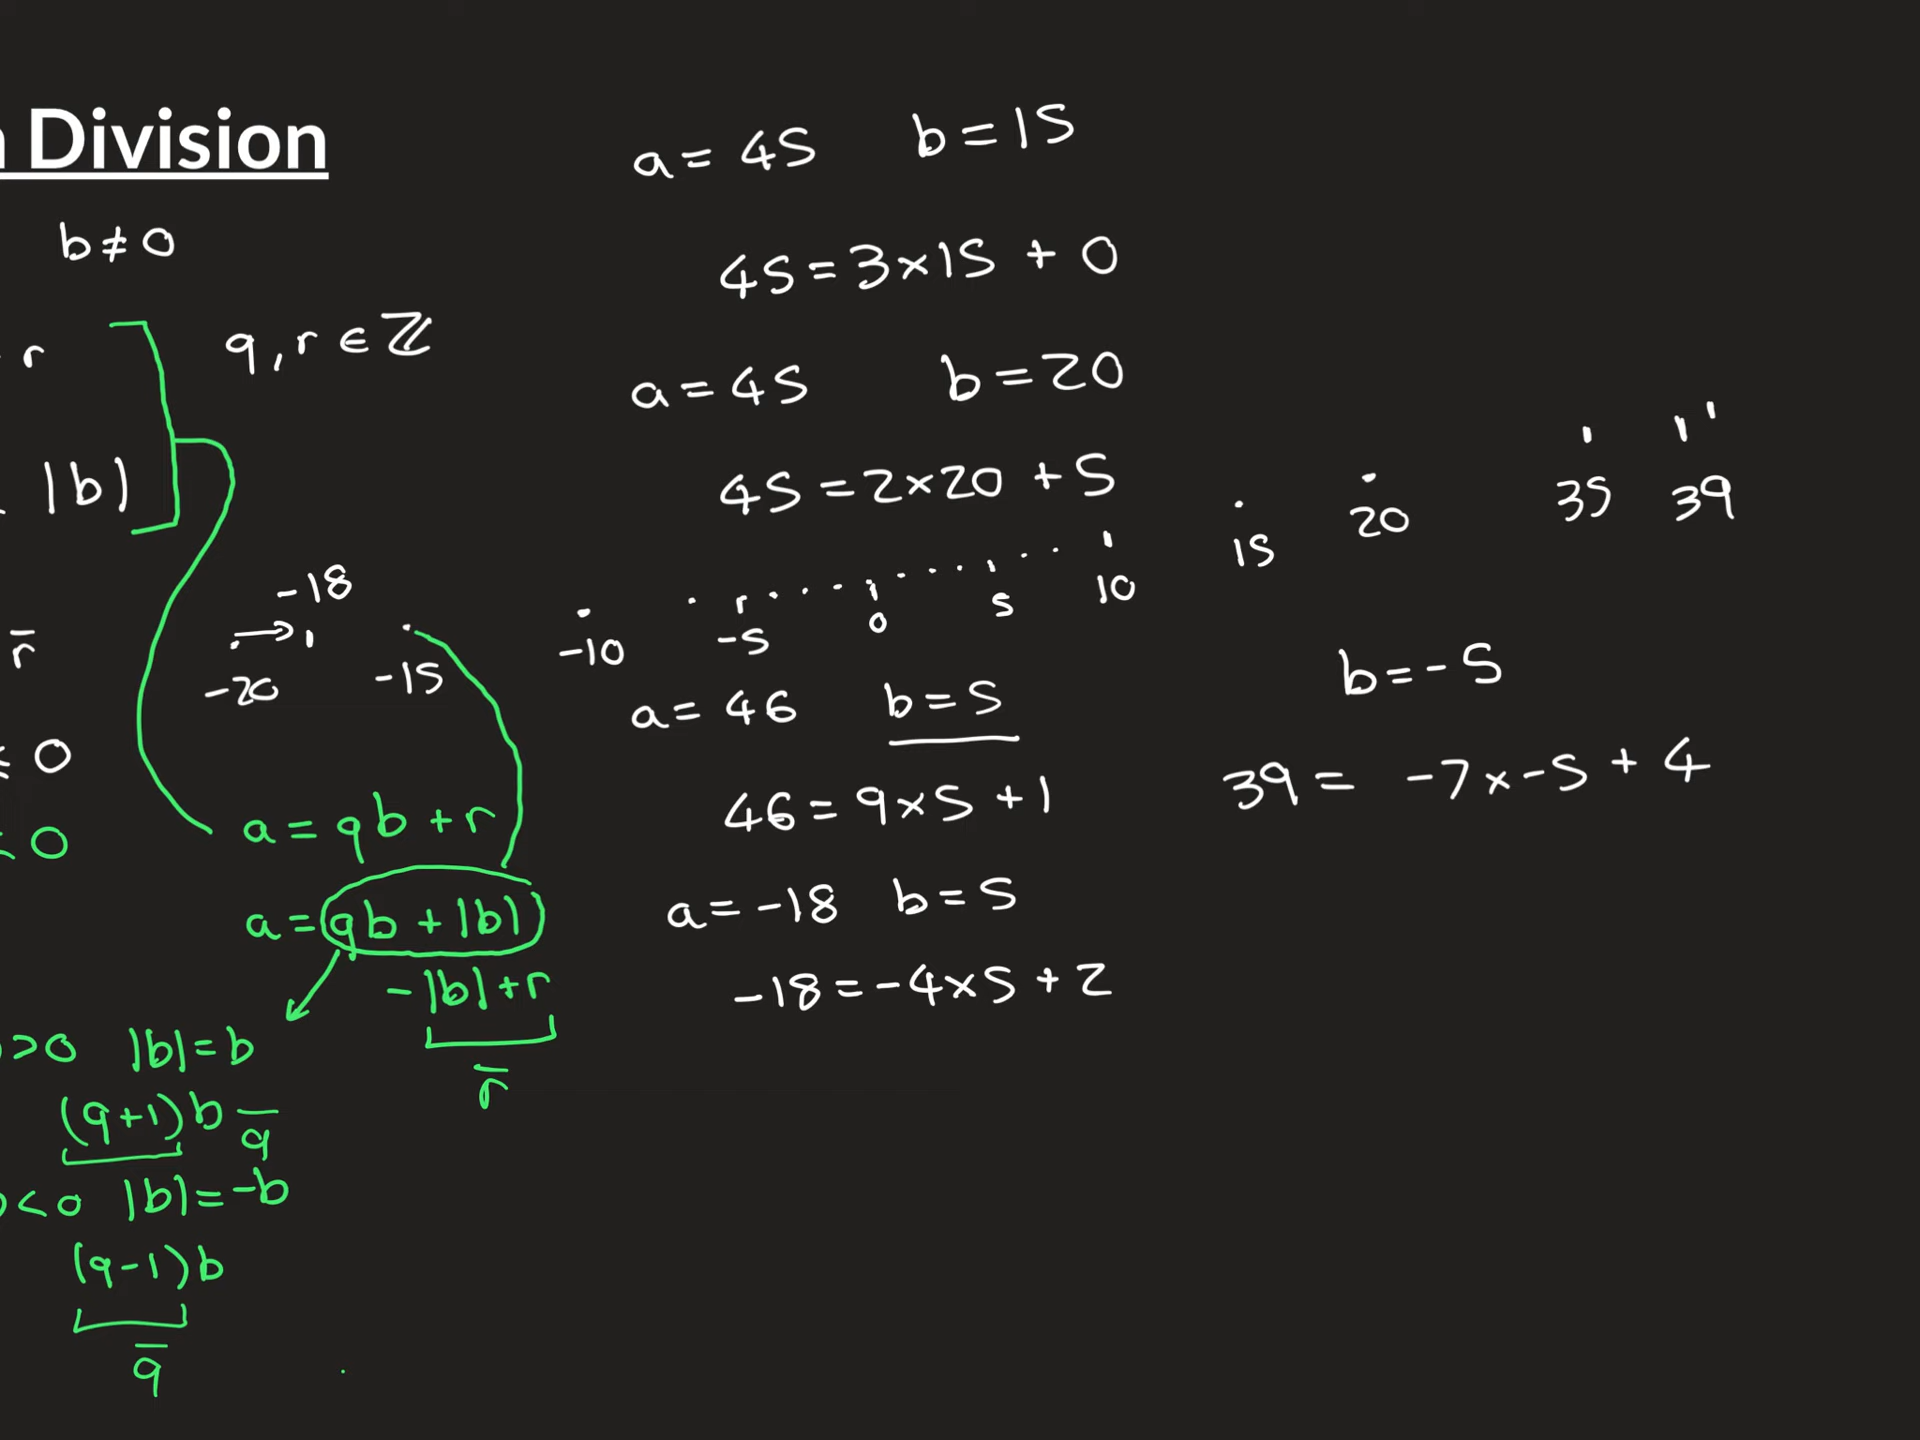 Division
b≠0
r
q, r ∈ ℤ
|b|
r̄
0
0
a = 45 b = 15
45 = 3×15 + 0
a = 45 b = 20
45 = 2×20 + 5
-18
-20 -15 -10 -5 0 5 10 15 20 35 39
a = 46 b = 5
46 = 9×5 + 1
a = -18 b = 5
-18 = -4×5 + 2
b = -5
39 = -7×-5 + 4
a = qb + r
a = qb + |b|
-|b| + r
r̄
>0 |b| = b
(q+1)b q̄
<0 |b| = -b
(q-1)b
q̄